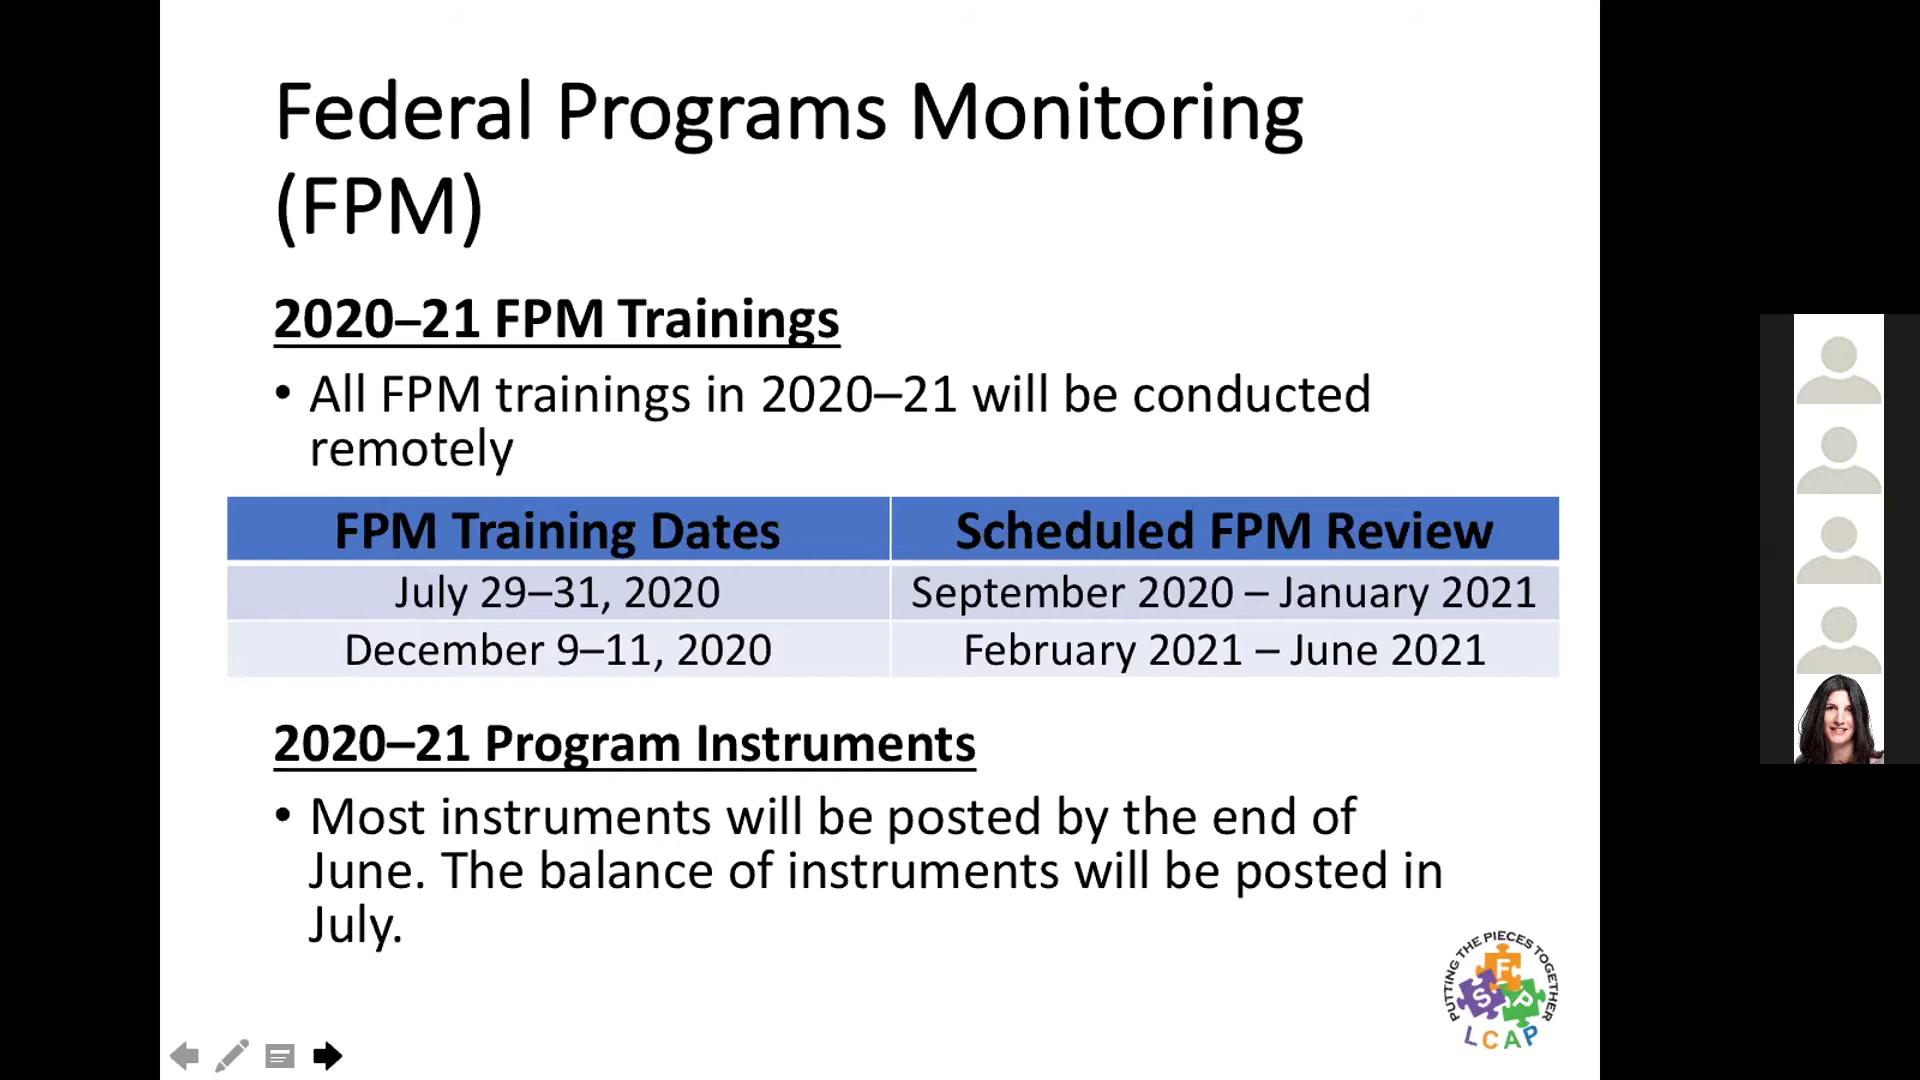 Federal Programs Monitoring
(FPM)
2020–21 FPM Trainings
• All FPM trainings in 2020–21 will be conducted
remotely
FPM Training Dates
Scheduled FPM Review
July 29–31, 2020
September 2020 – January 2021
December 9–11, 2020
February 2021 – June 2021
2020–21 Program Instruments
• Most instruments will be posted by the end of
June. The balance of instruments will be posted in
July.
PUTTING THE PIECES TOGETHER
F
S P
LCAP